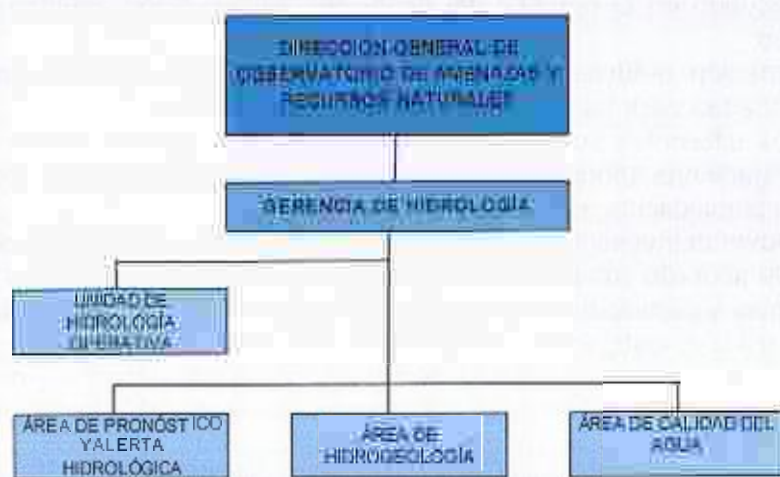 DIRECCION GENERAL DE
OBSERVATORIO DE AMENAZAS Y
RECURSOS NATURALES
GERENCIA DE HIDROLOGÍA
UNIDAD DE
HIDROLOGÍA
OPERATIVA
ÁREA DE PRONÓSTICO
YALERTA
HIDROLÓGICA
ÁREA DE
HIDROGEOLOGÍA
ÁREA DE CALIDAD DEL
AGUA